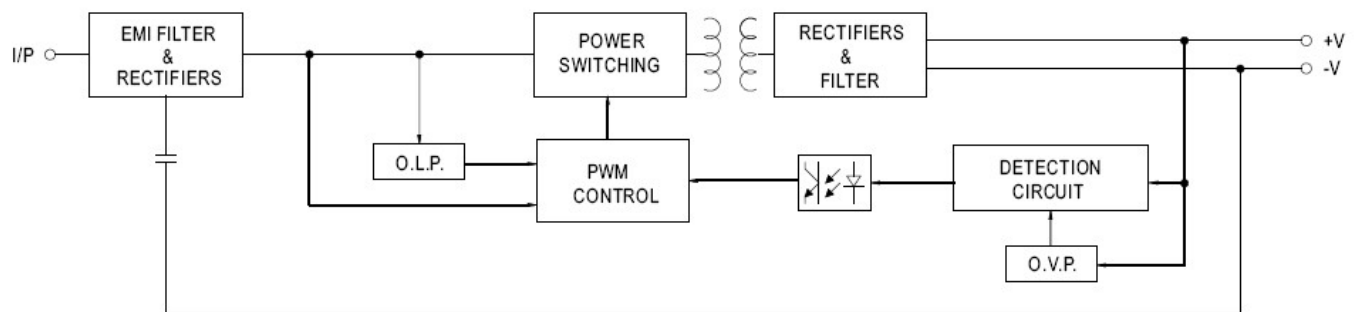 I/P
EMI FILTER
&
RECTIFIERS
POWER
SWITCHING
RECTIFIERS
&
FILTER
+V
-V
O.L.P.
PWM
CONTROL
DETECTION
CIRCUIT
O.V.P.